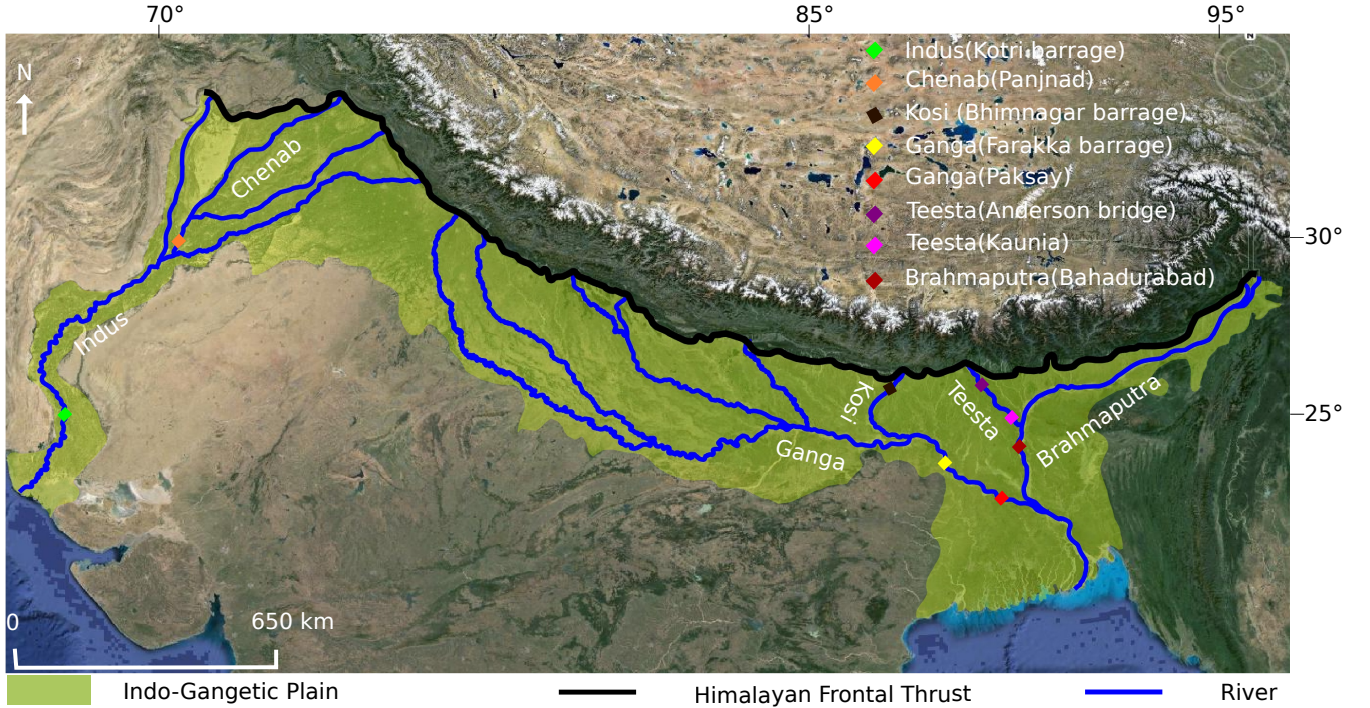 70°
85°
95°
N
Indus(Kotri barrage)
Chenab(Panjnad)
Kosi (Bhimnagar barrage)
Ganga(Farakka barrage)
Ganga(Paksay)
Teesta(Anderson bridge)
Teesta(Kaunia)
Brahmaputra(Bahadurabad)
30°
25°
Chenab
Indus
Ganga
Kosi
Teesta
Brahmaputra
0
650 km
Indo-Gangetic Plain
Himalayan Frontal Thrust
River